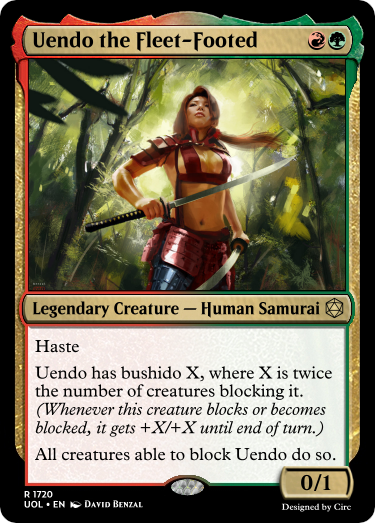 Uendo the Fleet-Footed
Legendary Creature — Human Samurai
Haste
Uendo has bushido X, where X is twice
the number of creatures blocking it.
(Whenever this creature blocks or becomes
blocked, it gets +X/+X until end of turn.)
All creatures able to block Uendo do so.
0/1
R 1720
UOL • EN DAVID BENZAL
Designed by Circ